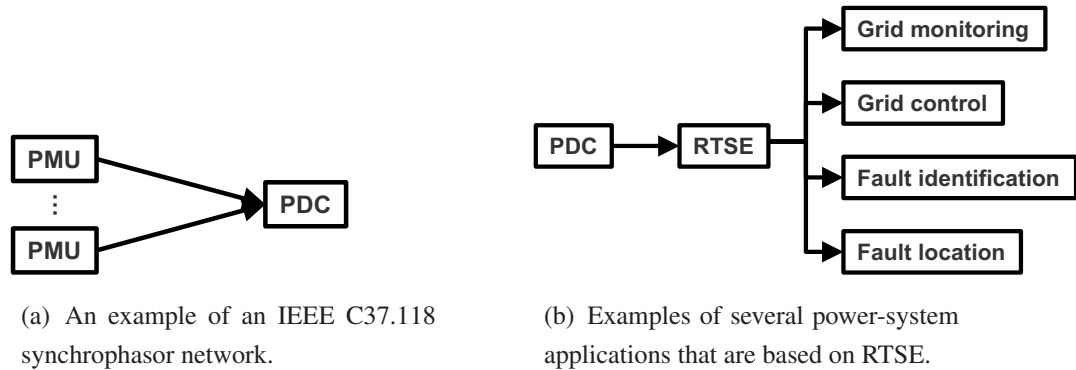 PMU
⋮
PMU
PDC
(a) An example of an IEEE C37.118
synchrophasor network.
PDC
RTSE
Grid monitoring
Grid control
Fault identification
Fault location
(b) Examples of several power-system
applications that are based on RTSE.